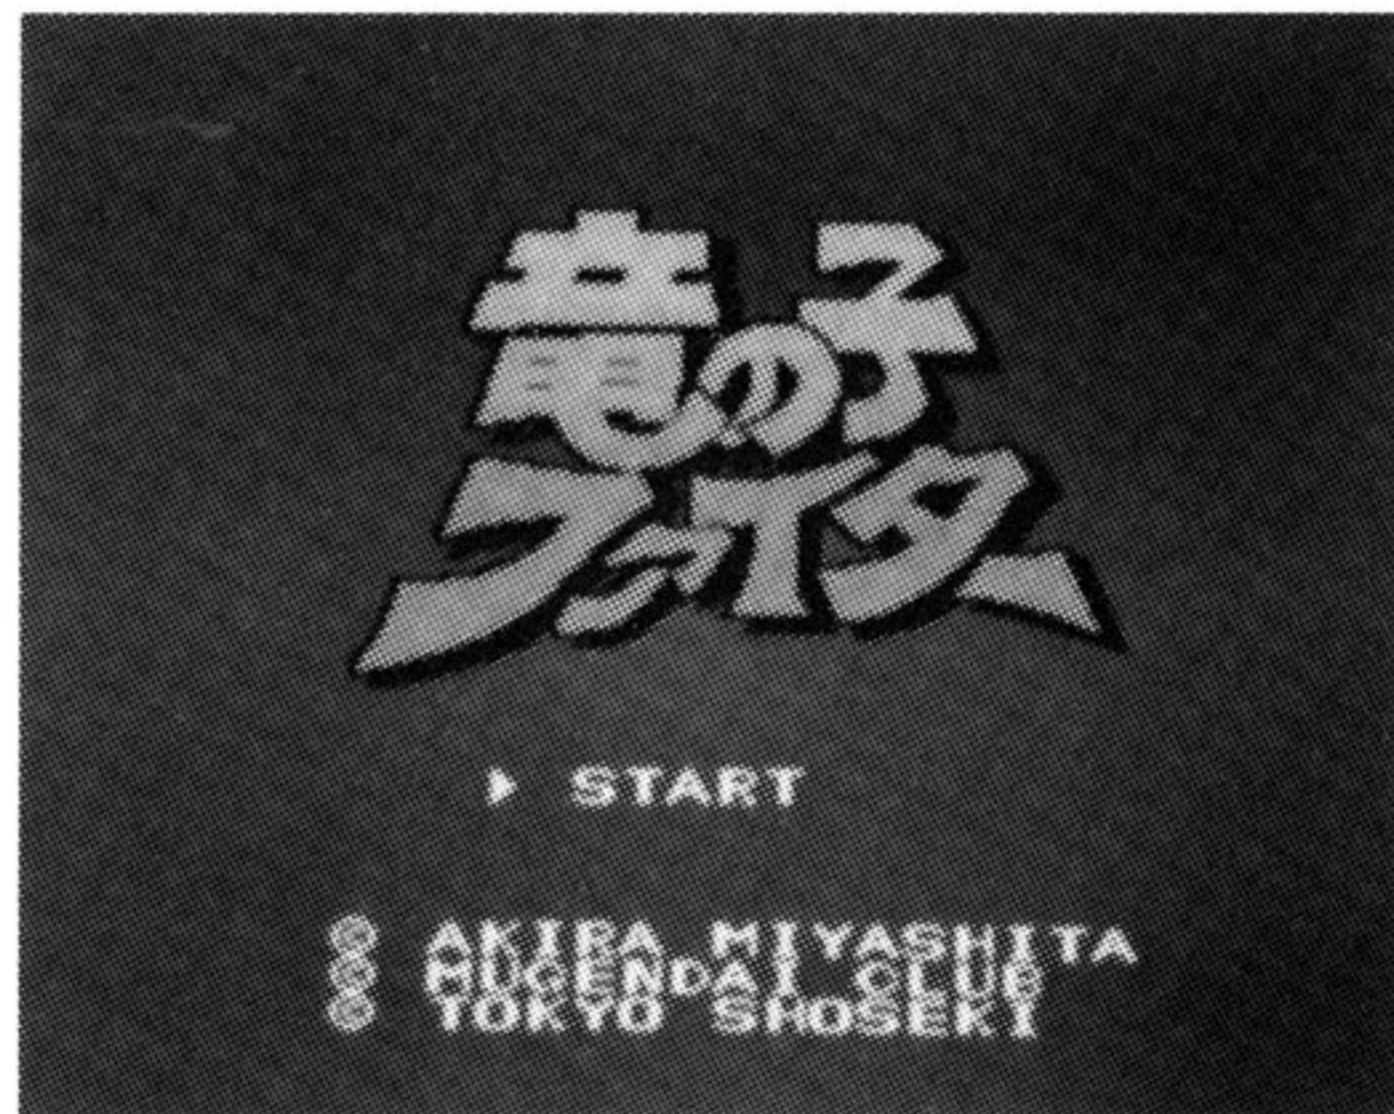 竜の子
ファイター
▶ START
© AKIRA MIYASHITA
© MUGENDAI CLUB
© TOKYO SHOSEKI